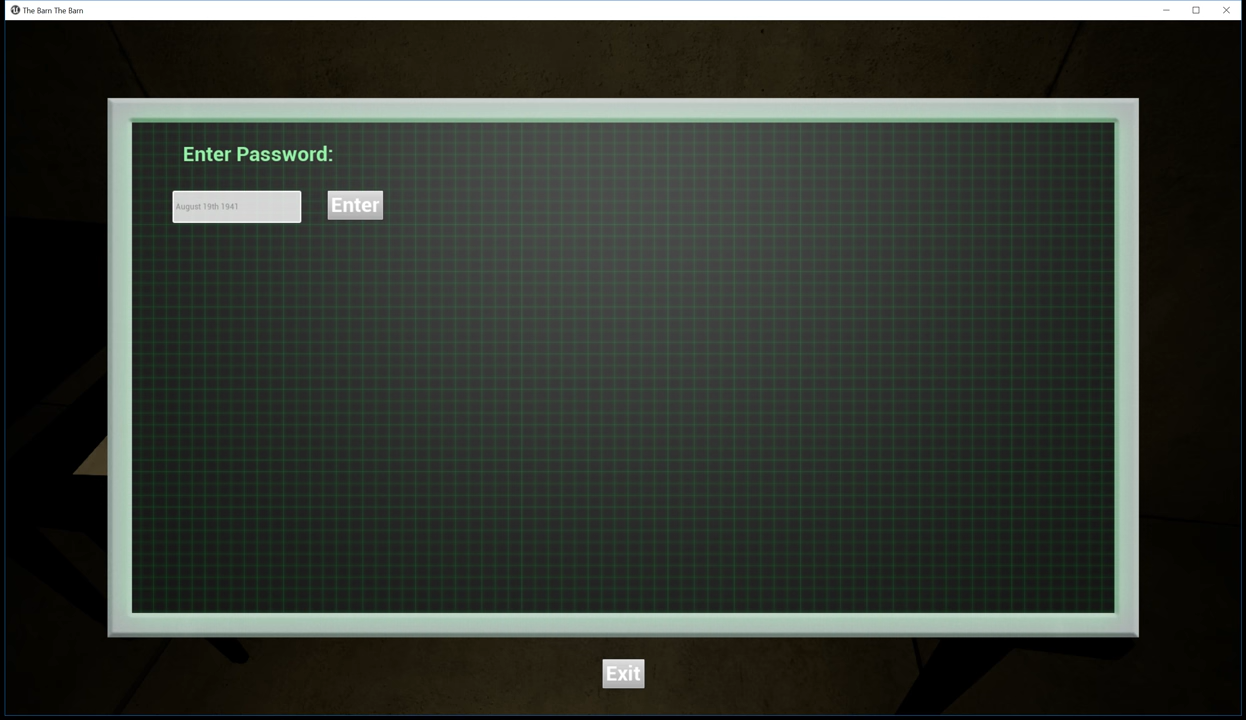 The Barn The Barn
Enter Password:
August 19th 1941
Enter
Exit